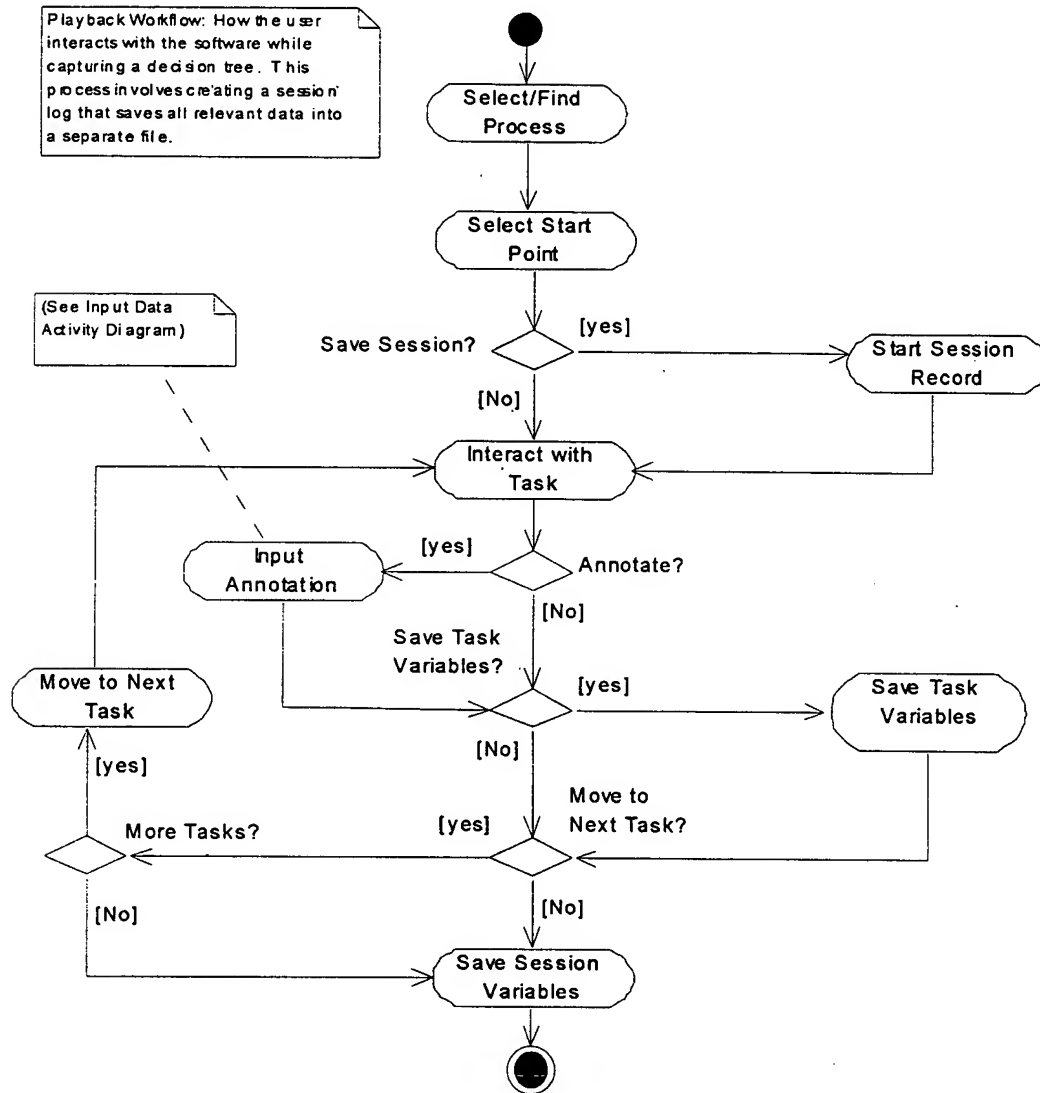 Playback Workflow: How the user
interacts with the software while
capturing a decision tree. This
process involves creating a session
log that saves all relevant data into
a separate file.
Select/Find
Process
Select Start
Point
(See Input Data
Activity Diagram)
Save Session?
[yes]
Start Session
Record
[No]
Interact with
Task
Input
Annotation
[yes]
Annotate?
[No]
Save Task
Variables?
Move to Next
Task
[yes]
Save Task
Variables
[No]
[yes]
Move to
Next Task?
More Tasks?
[yes]
[No]
[No]
Save Session
Variables